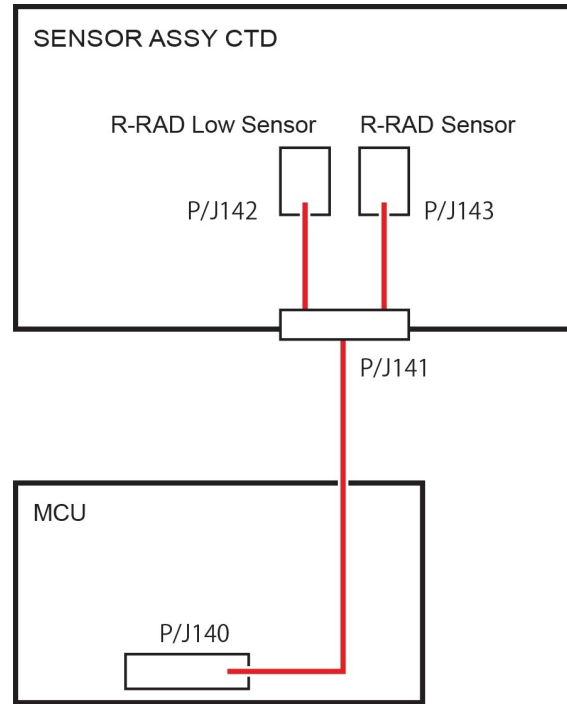 SENSOR ASSY CTD
R-RAD Low Sensor
R-RAD Sensor
P/J142
P/J143
P/J141
MCU
P/J140